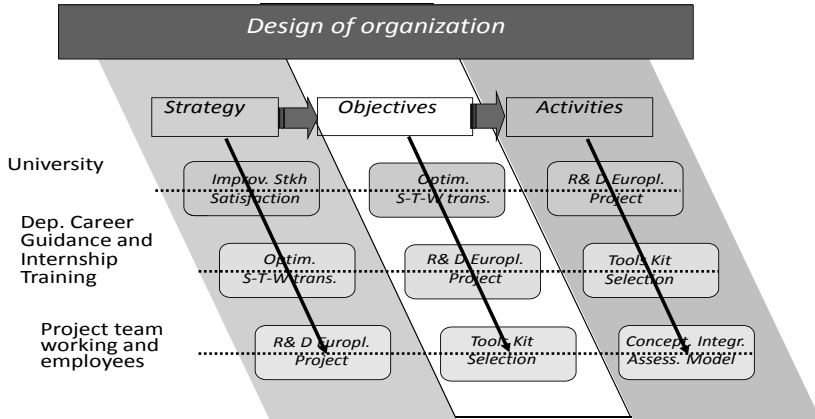 Design of organization
Strategy
Objectives
Activities
University
Improv. Stkh
Satisfaction
Optim.
S-T-W trans.
R& D Europl.
Project
Dep. Career
Guidance and
Internship
Training
Optim.
S-T-W trans.
R& D Europl.
Project
Tools Kit
Selection
Project team
working and
employees
R& D Europl.
Project
Tools Kit
Selection
Concept. Integr.
Assess. Model